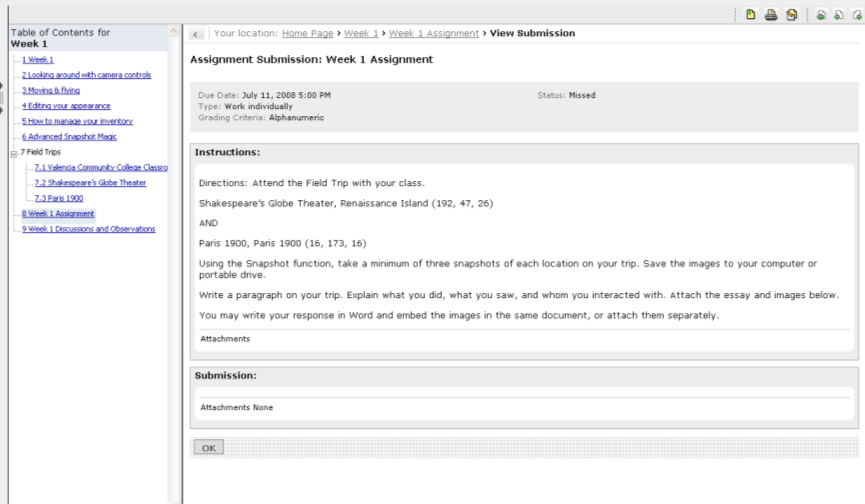 Table of Contents for
Week 1
1 Week 1
2 Looking around with camera controls
3 Moving & flying
4 Editing your appearance
5 How to manage your inventory
6 Advanced Snapshot Magic
7 Field Trips
7.1 Valencia Community College Classro
7.2 Shakespeare's Globe Theater
7.3 Paris 1900
8 Week 1 Assignment
9 Week 1 Discussions and Observations
Your location: Home Page › Week 1 › Week 1 Assignment › View Submission
Assignment Submission: Week 1 Assignment
Due Date: July 11, 2008 5:00 PM
Status: Missed
Type: Work individually
Grading Criteria: Alphanumeric
Instructions:
Directions: Attend the Field Trip with your class.
Shakespeare's Globe Theater, Renaissance Island (192, 47, 26)
AND
Paris 1900, Paris 1900 (16, 173, 16)
Using the Snapshot function, take a minimum of three snapshots of each location on your trip. Save the images to your computer or
portable drive.
Write a paragraph on your trip. Explain what you did, what you saw, and whom you interacted with. Attach the essay and images below.
You may write your response in Word and embed the images in the same document, or attach them separately.
Attachments
Submission:
Attachments None
OK